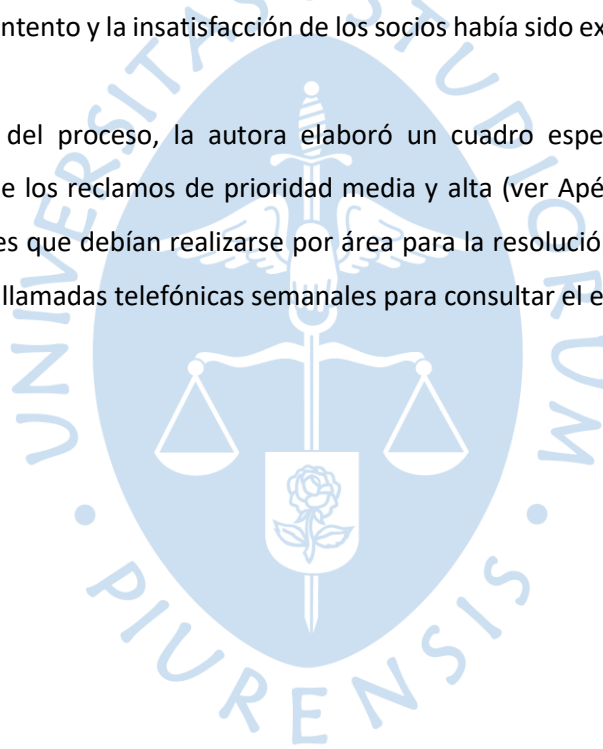 ntento y la insatisfacción de los socios había sido ex
del proceso, la autora elaboró un cuadro espe
e los reclamos de prioridad media y alta (ver Apé
es que debían realizarse por área para la resolució
llamadas telefónicas semanales para consultar el e
UNIVERSITAS STUDIORUM
PIURENSIS